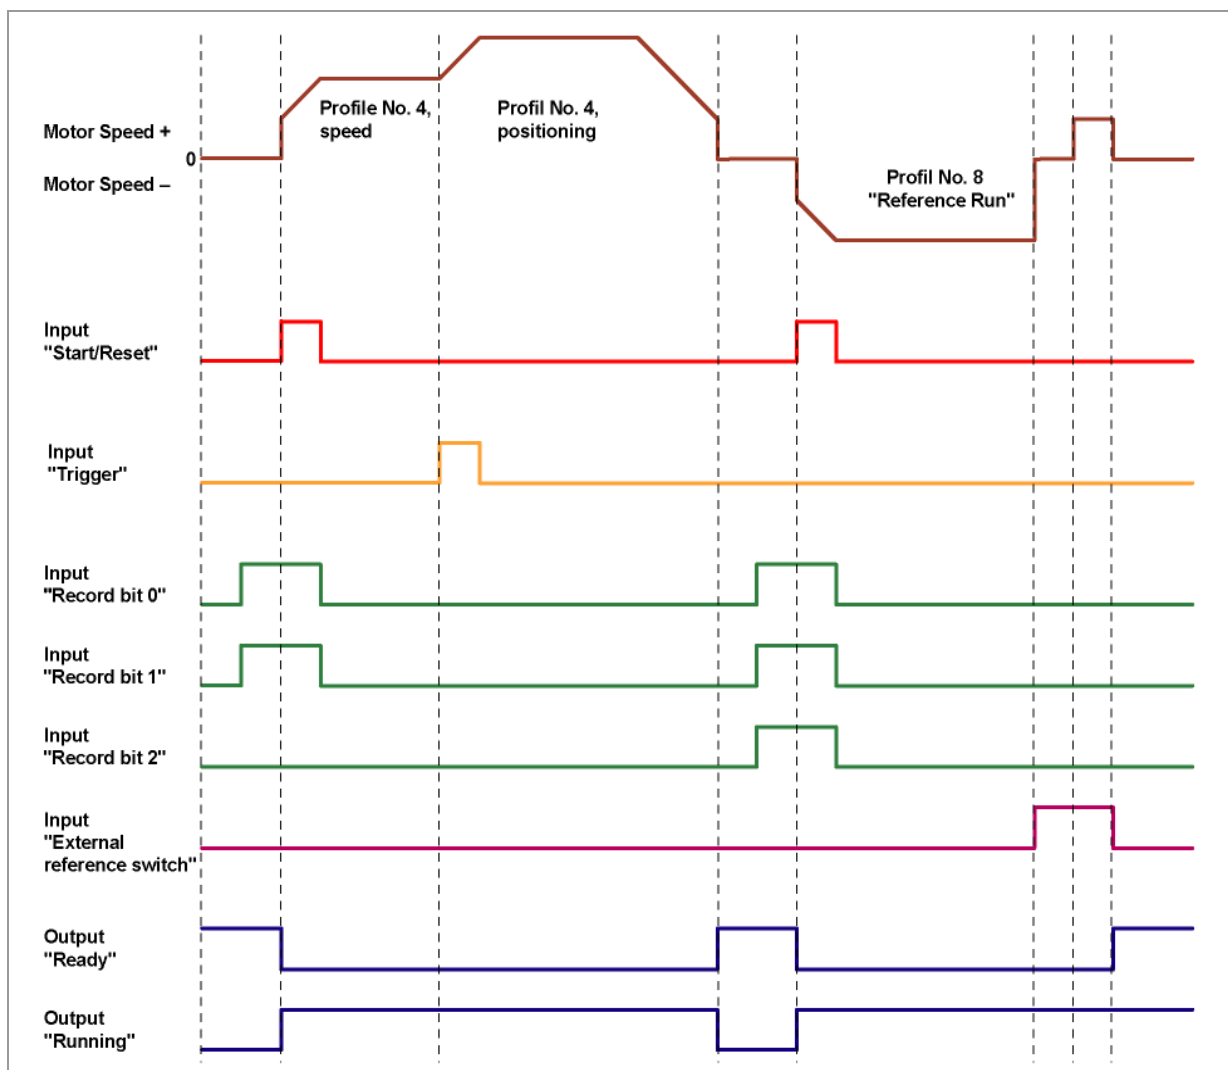 Profile No. 4,
speed
Profil No. 4,
positioning
Motor Speed +
0
Motor Speed –
Profil No. 8
"Reference Run"
Input
"Start/Reset"
Input
"Trigger"
Input
"Record bit 0"
Input
"Record bit 1"
Input
"Record bit 2"
Input
"External
reference switch"
Output
"Ready"
Output
"Running"